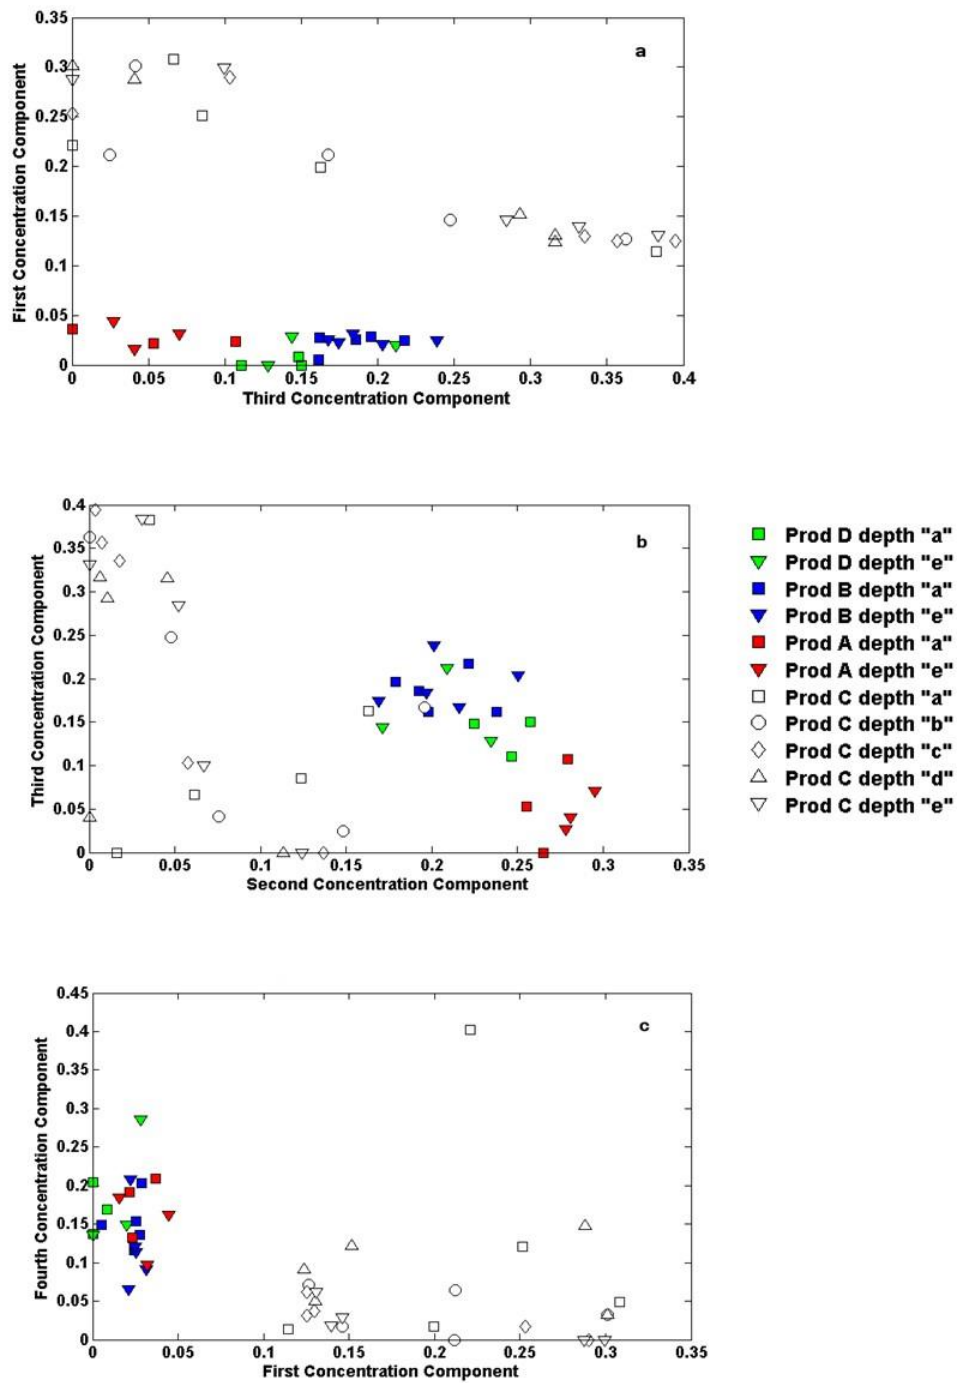 0.35
a
0.3
0.25
0.2
0.15
0.1
0.05
0
First Concentration Component
0 0.05 0.1 0.15 0.2 0.25 0.3 0.35 0.4
Third Concentration Component
0.4
b
0.35
0.3
0.25
0.2
0.15
0.1
0.05
0
Third Concentration Component
0 0.05 0.1 0.15 0.2 0.25 0.3 0.35
Second Concentration Component
Prod D depth "a"
Prod D depth "e"
Prod B depth "a"
Prod B depth "e"
Prod A depth "a"
Prod A depth "e"
Prod C depth "a"
Prod C depth "b"
Prod C depth "c"
Prod C depth "d"
Prod C depth "e"
0.45
c
0.4
0.35
0.3
0.25
0.2
0.15
0.1
0.05
0
Fourth Concentration Component
0 0.05 0.1 0.15 0.2 0.25 0.3 0.35
First Concentration Component